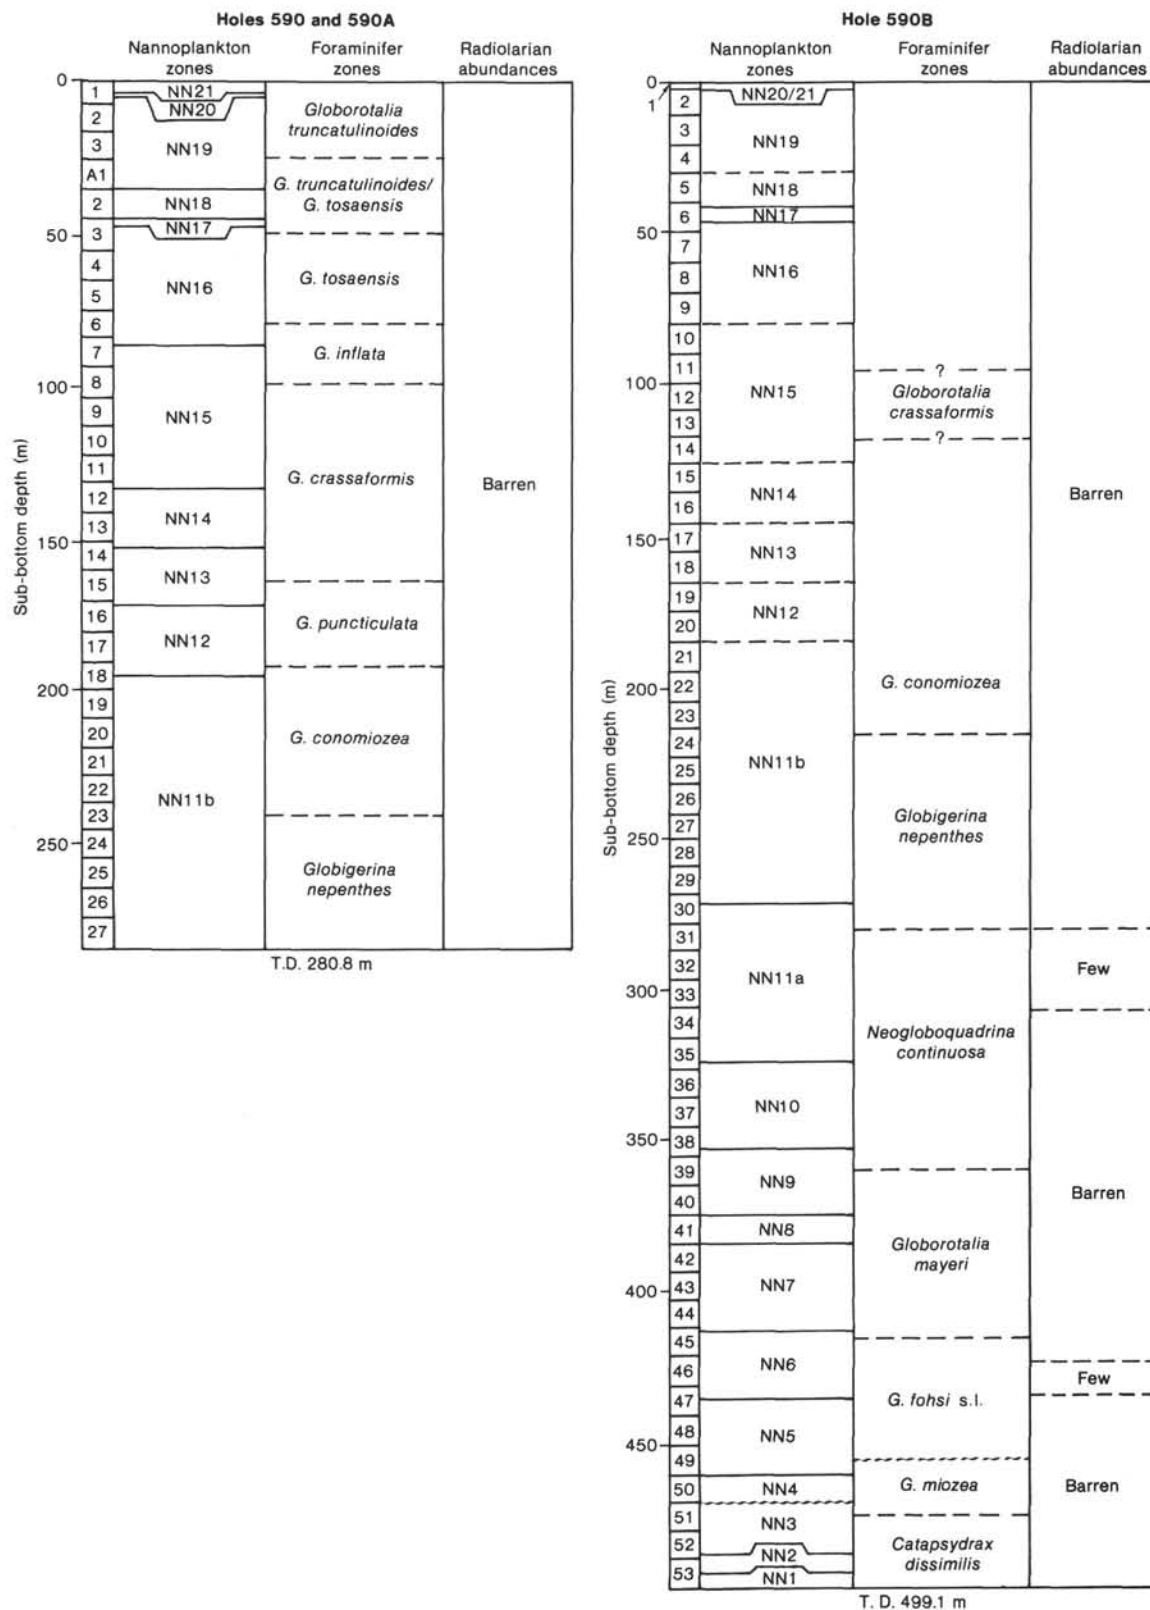 Holes 590 and 590A
Nannoplankton
zones
Foraminifer
zones
Radiolarian
abundances
Sub-bottom depth (m)
0
50
100
150
200
250
1
2
3
A1
2
3
4
5
6
7
8
9
10
11
12
13
14
15
16
17
18
19
20
21
22
23
24
25
26
27
NN21
NN20
NN19
NN18
NN17
NN16
NN15
NN14
NN13
NN12
NN11b
Globorotalia
truncatulinoides
G. truncatulinoides/
G. tosaensis
G. tosaensis
G. inflata
G. crassaformis
G. puncticulata
G. conomiozea
Globigerina
nepenthes
Barren
T.D. 280.8 m
Hole 590B
Nannoplankton
zones
Foraminifer
zones
Radiolarian
abundances
Sub-bottom depth (m)
0
50
100
150
200
250
300
350
400
450
1
2
3
4
5
6
7
8
9
10
11
12
13
14
15
16
17
18
19
20
21
22
23
24
25
26
27
28
29
30
31
32
33
34
35
36
37
38
39
40
41
42
43
44
45
46
47
48
49
50
51
52
53
NN20/21
NN19
NN18
NN17
NN16
NN15
NN14
NN13
NN12
NN11b
NN11a
NN10
NN9
NN8
NN7
NN6
NN5
NN4
NN3
NN2
NN1
?
Globorotalia
crassaformis
?
G. conomiozea
Globigerina
nepenthes
Neogloboquadrina
continuosa
Globorotalia
mayeri
G. fohsi s.l.
G. miozea
Catapsydrax
dissimilis
Barren
Few
Barren
Few
Barren
T. D. 499.1 m